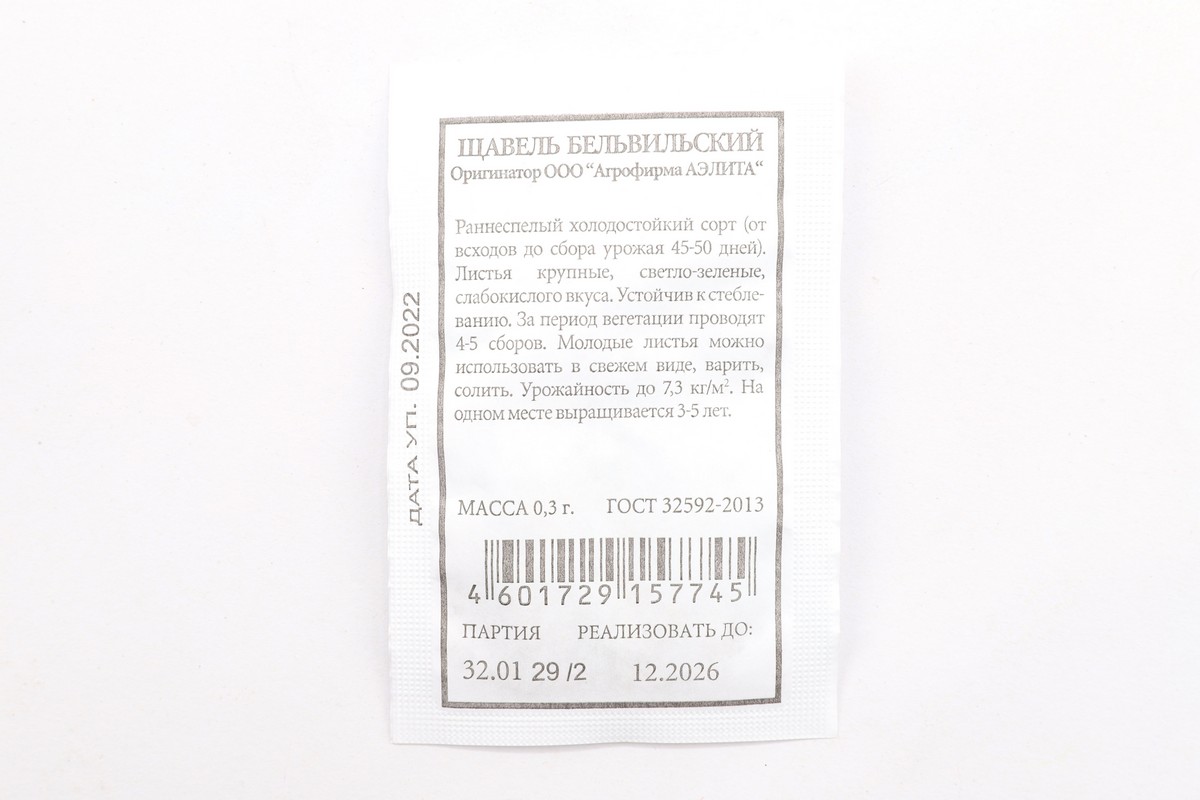 ЩАВЕЛЬ БЕЛЬВИЛЬСКИЙ
Оригинатор ООО “Агрофирма АЭЛИТА“
Раннеспелый холодостойкий сорт (от
всходов до сбора урожая 45-50 дней).
Листья крупные, светло-зеленые,
слабокислого вкуса. Устойчив к стебле-
ванию. За период вегетации проводят
4-5 сборов. Молодые листья можно
использовать в свежем виде, варить,
солить. Урожайность до 7,3 кг/м². На
одном месте выращивается 3-5 лет.
МАССА 0,3 г. ГОСТ 32592-2013
4 601729 157745
ПАРТИЯ РЕАЛИЗОВАТЬ ДО:
32.01 29 /2 12.2026
ДАТА УП. 09.2022